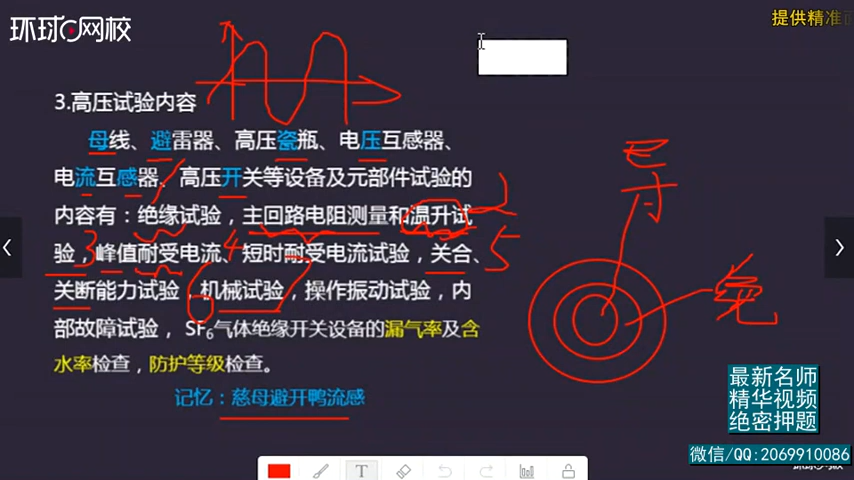 环球网校
提供精准
3.高压试验内容
母线、避雷器、高压瓷瓶、电压互感器、
电流互感器、高压开关等设备及元部件试验的
内容有：绝缘试验，主回路电阻测量和温升试
验，峰值耐受电流、短时耐受电流试验，关合、
关断能力试验，机械试验，操作振动试验，内
部故障试验，SF6气体绝缘开关设备的漏气率及含
水率检查，防护等级检查。
记忆：慈母避开鸭流感
1
2
3
4
5
6
7
导
绝
最新名师
精华视频
绝密押题
微信/QQ:2069910086